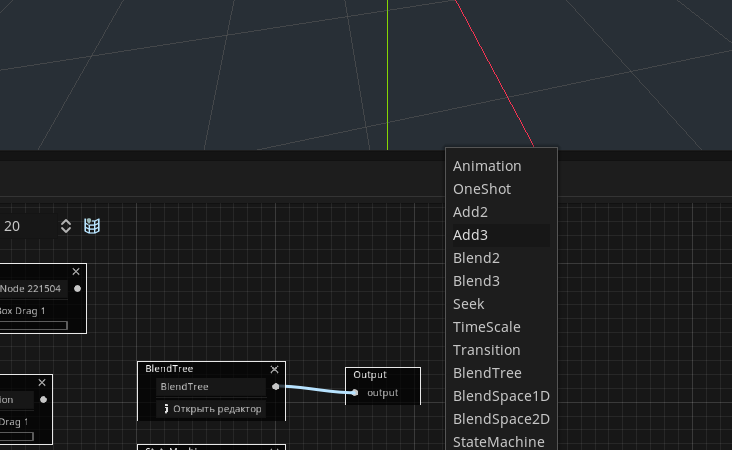 Animation
OneShot
Add2
Add3
Blend2
Blend3
Seek
TimeScale
Transition
BlendTree
BlendSpace1D
BlendSpace2D
StateMachine
20
Node 221504
Box Drag 1
ion
Drag 1
BlendTree
BlendTree
Открыть редактор
Output
output